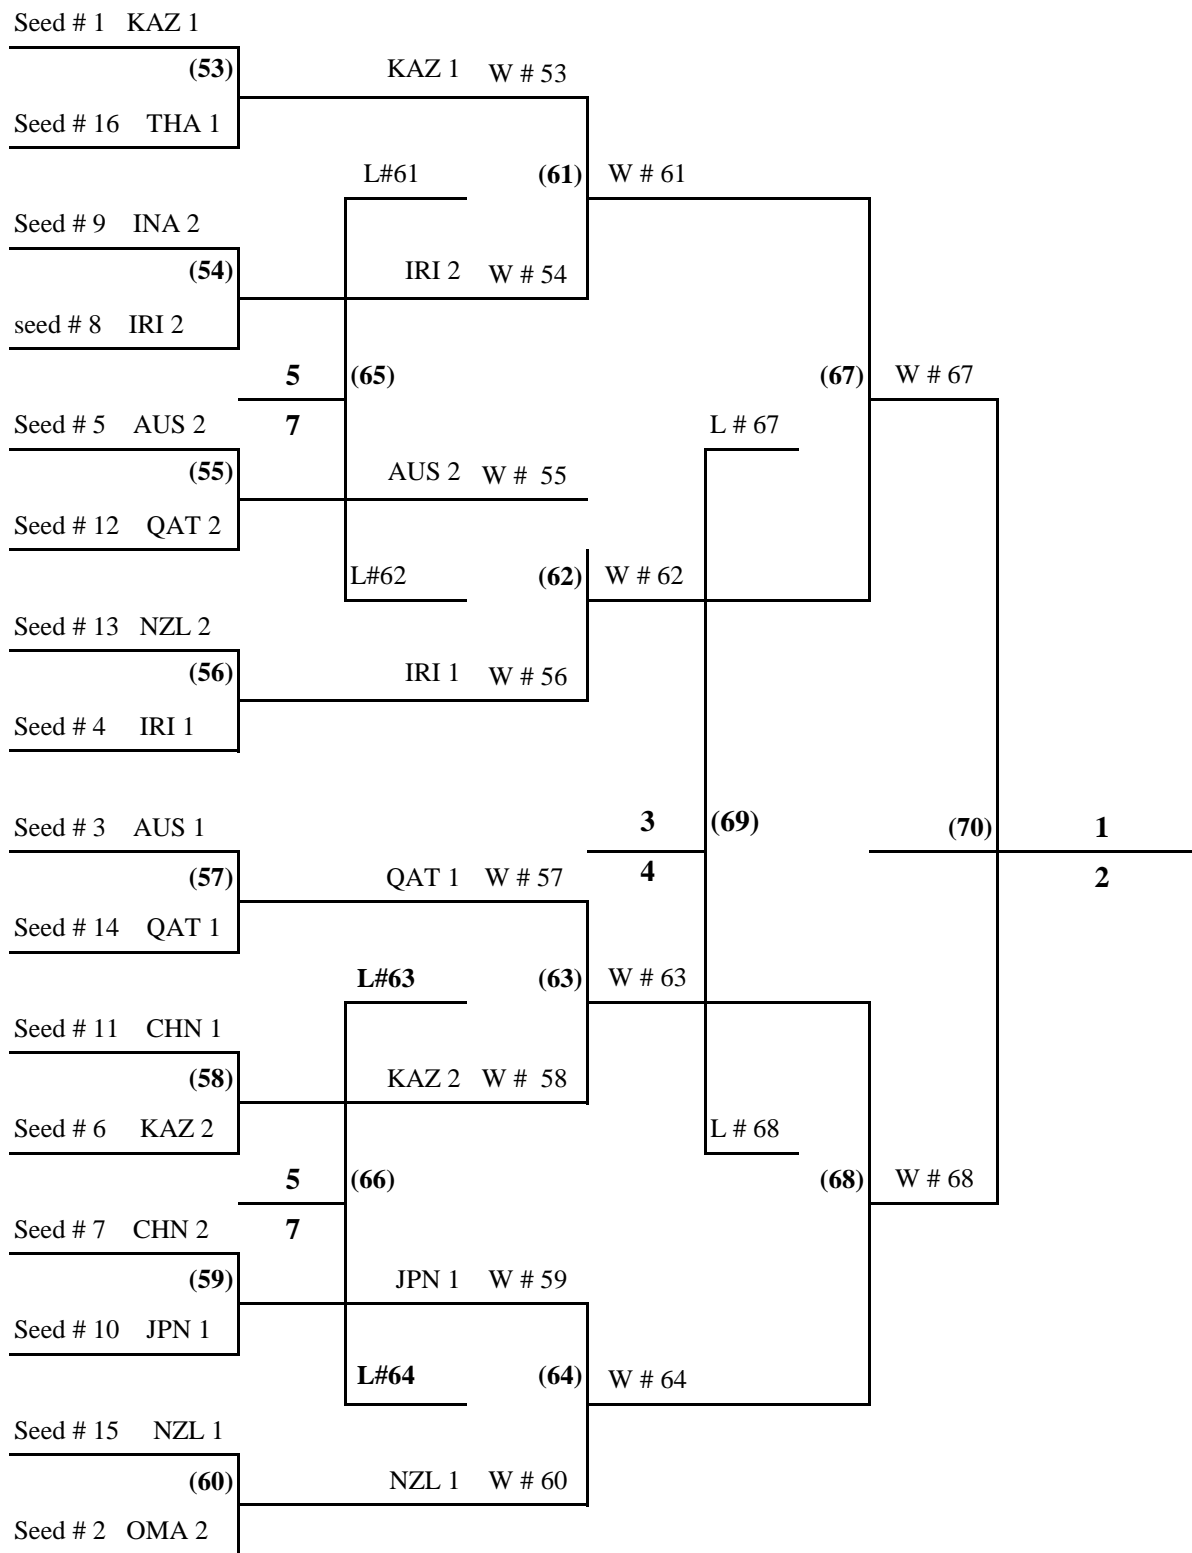 Seed # 1 KAZ 1
(53) KAZ 1 W # 53
Seed # 16 THA 1
L#61 (61) W # 61
Seed # 9 INA 2
(54) IRI 2 W # 54
seed # 8 IRI 2
5 (65) (67) W # 67
7
Seed # 5 AUS 2 L # 67
(55) AUS 2 W # 55
Seed # 12 QAT 2
L#62 (62) W # 62
Seed # 13 NZL 2
(56) IRI 1 W # 56
Seed # 4 IRI 1
Seed # 3 AUS 1 3 (69) (70) 1
4 2
(57) QAT 1 W # 57
Seed # 14 QAT 1
L#63 (63) W # 63
Seed # 11 CHN 1
(58) KAZ 2 W # 58
Seed # 6 KAZ 2 L # 68
5 (66) (68) W # 68
7
Seed # 7 CHN 2
(59) JPN 1 W # 59
Seed # 10 JPN 1
L#64 (64) W # 64
Seed # 15 NZL 1
(60) NZL 1 W # 60
Seed # 2 OMA 2